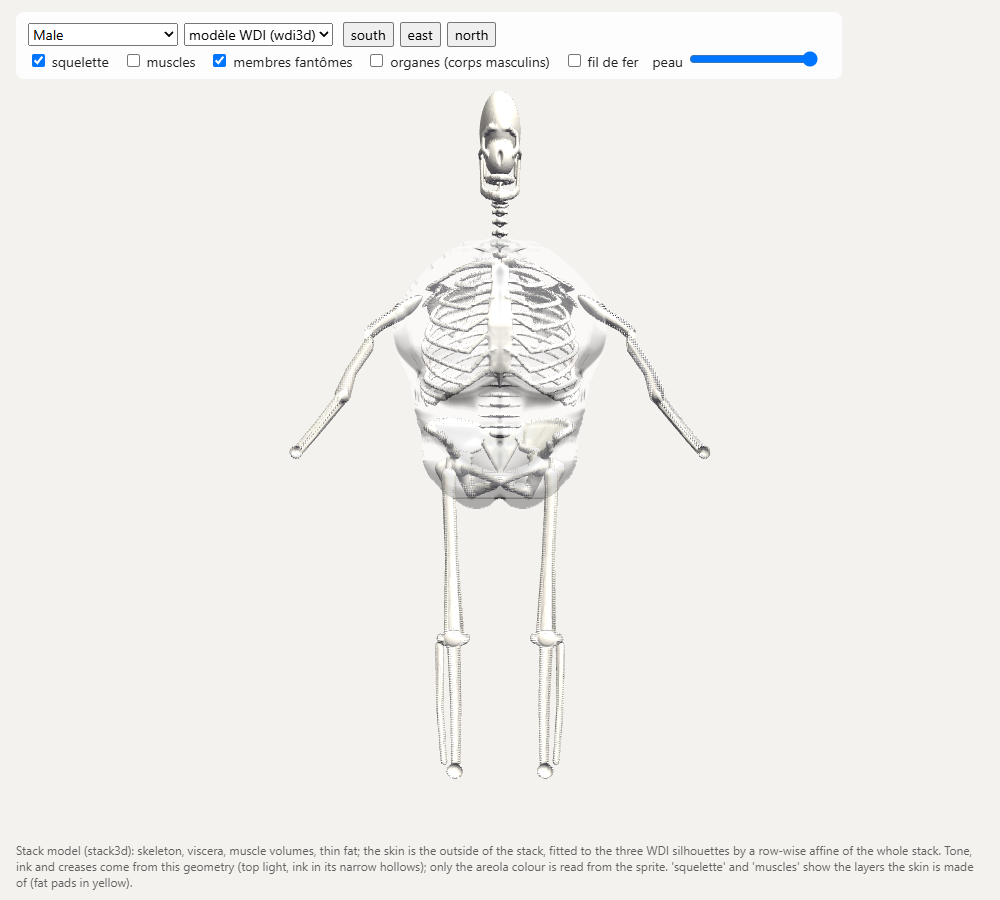 Male modèle WDI (wdi3d) south east north
squelette muscles membres fantômes organes (corps masculins) fil de fer peau
Stack model (stack3d): skeleton, viscera, muscle volumes, thin fat; the skin is the outside of the stack, fitted to the three WDI silhouettes by a row-wise affine of the whole stack. Tone,
ink and creases come from this geometry (top light, ink in its narrow hollows); only the areola colour is read from the sprite. 'squelette' and 'muscles' show the layers the skin is made
of (fat pads in yellow).